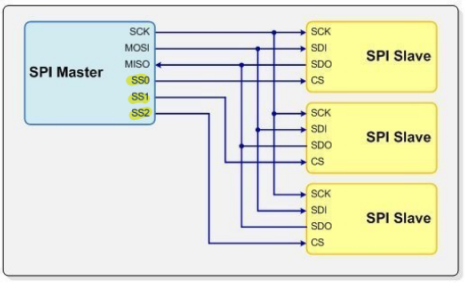 SPI Master
SCK
MOSI
MISO
SS0
SS1
SS2
SCK
SDI
SDO
CS
SPI Slave
SCK
SDI
SDO
CS
SPI Slave
SCK
SDI
SDO
CS
SPI Slave